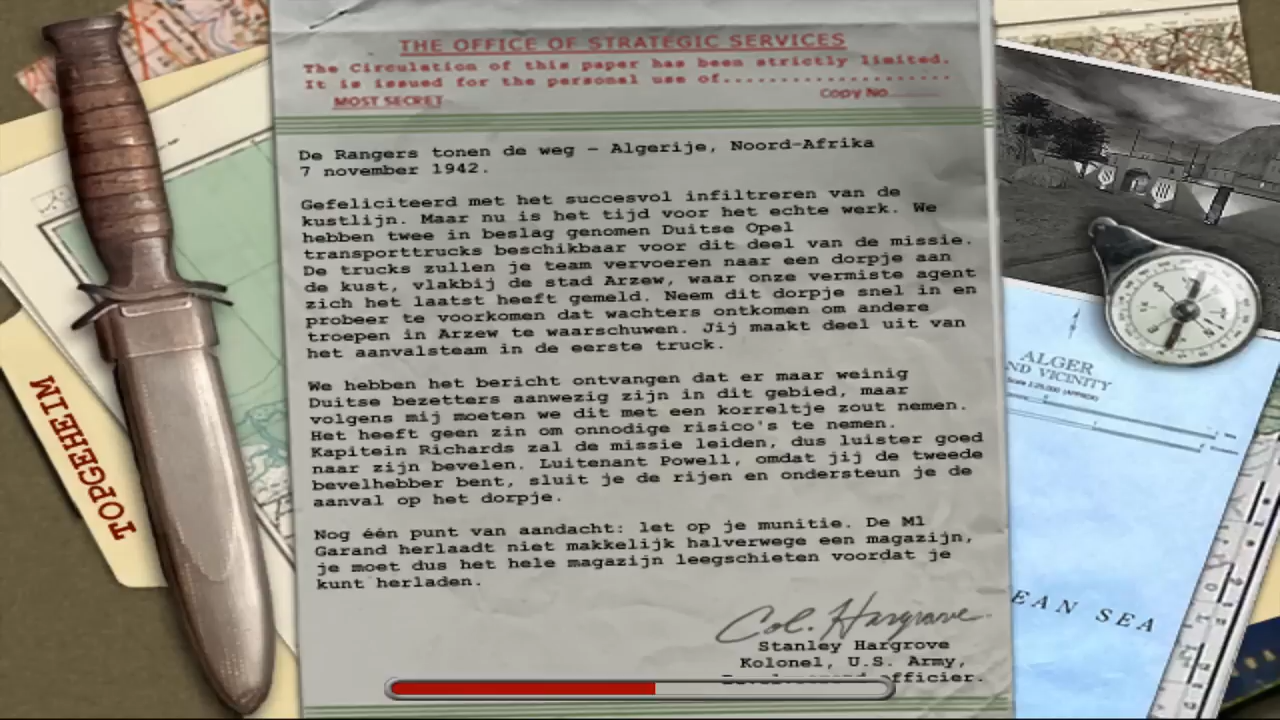 THE OFFICE OF STRATEGIC SERVICES
The Circulation of this paper has been strictly limited.
It is issued for the personal use of.....................
MOST SECRET
Copy No.........
De Rangers tonen de weg - Algerije, Noord-Afrika
7 november 1942.
Gefeliciteerd met het succesvol infiltreren van de
kustlijn. Maar nu is het tijd voor het echte werk. We
hebben twee in beslag genomen Duitse Opel
transporttrucks beschikbaar voor dit deel van de missie.
De trucks zullen je team vervoeren naar een dorpje aan
de kust, vlakbij de stad Arzew, waar onze vermiste agent
zich het laatst heeft gemeld. Neem dit dorpje snel in en
probeer te voorkomen dat wachters ontkomen om andere
troepen in Arzew te waarschuwen. Jij maakt deel uit van
het aanvalsteam in de eerste truck.
We hebben het bericht ontvangen dat er maar weinig
Duitse bezetters aanwezig zijn in dit gebied, maar
volgens mij moeten we dit met een korreltje zout nemen.
Het heeft geen zin om onnodige risico's te nemen.
Kapitein Richards zal de missie leiden, dus luister goed
naar zijn bevelen. Luitenant Powell, omdat jij de tweede
bevelhebber bent, sluit je de rijen en ondersteun je de
aanval op het dorpje.
Nog één punt van aandacht: let op je munitie. De M1
Garand herlaadt niet makkelijk halverwege een magazijn,
je moet dus het hele magazijn leegschieten voordat je
kunt herladen.
Col. Hargrove
Stanley Hargrove
Kolonel, U.S. Army,
officier.
TOPGEHEIM
ALGER
ND VICINITY
EAN SEA